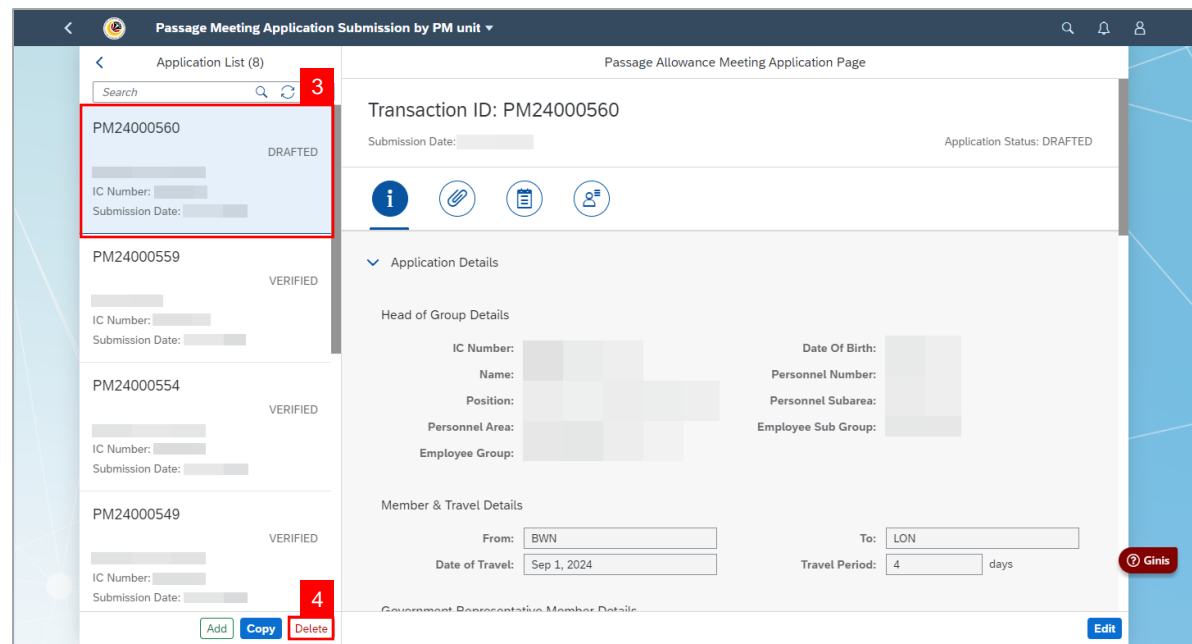 Passage Meeting Application Submission by PM unit
Application List (8)
Search
3
PM24000560
DRAFTED
IC Number:
Submission Date:
PM24000559
VERIFIED
IC Number:
Submission Date:
PM24000554
VERIFIED
IC Number:
Submission Date:
PM24000549
VERIFIED
IC Number:
Submission Date:
4
Add Copy Delete
Passage Allowance Meeting Application Page
Transaction ID: PM24000560
Submission Date: Application Status: DRAFTED
Application Details
Head of Group Details
IC Number: Date Of Birth:
Name: Personnel Number:
Position: Personnel Subarea:
Personnel Area: Employee Sub Group:
Employee Group:
Member & Travel Details
From: BWN To: LON
Date of Travel: Sep 1, 2024 Travel Period: 4 days
Government Representative Member Details
Ginis
Edit